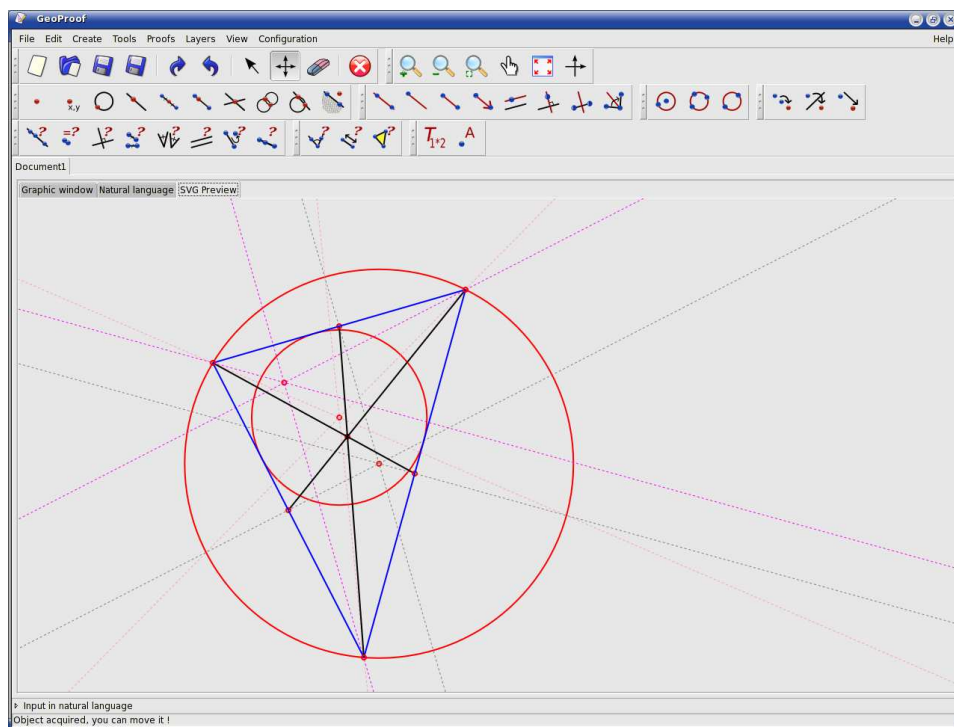 GeoProof
File Edit Create Tools Proofs Layers View Configuration Help
x,y
? =? ? ? ? ? ? ? ? ? ? T1*2 A
Document1
Graphic window Natural language SVG Preview
Input in natural language
Object acquired, you can move it !